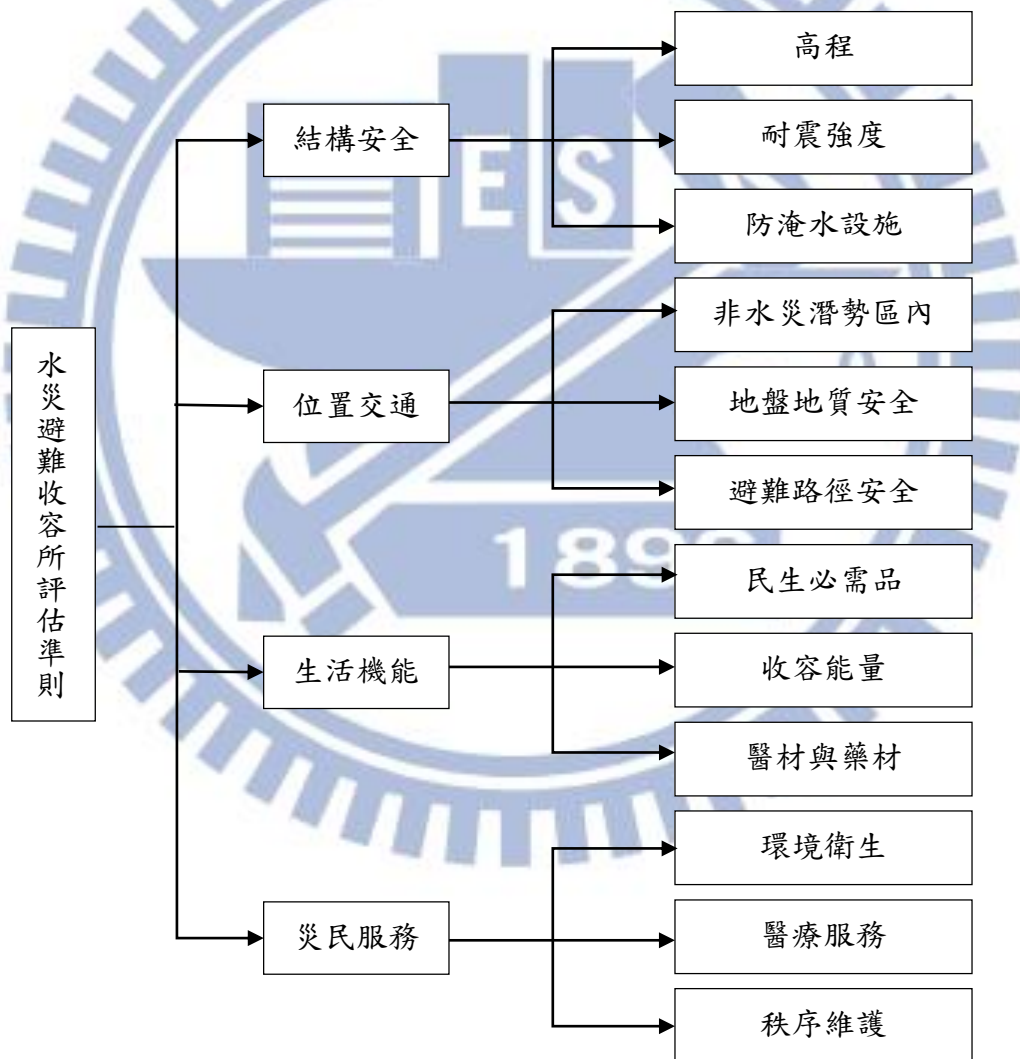 水災避難收容所評估準則
結構安全
高程
耐震強度
防淹水設施
位置交通
非水災潛勢區內
地盤地質安全
避難路徑安全
生活機能
民生必需品
收容能量
醫材與藥材
災民服務
環境衛生
醫療服務
秩序維護
ES